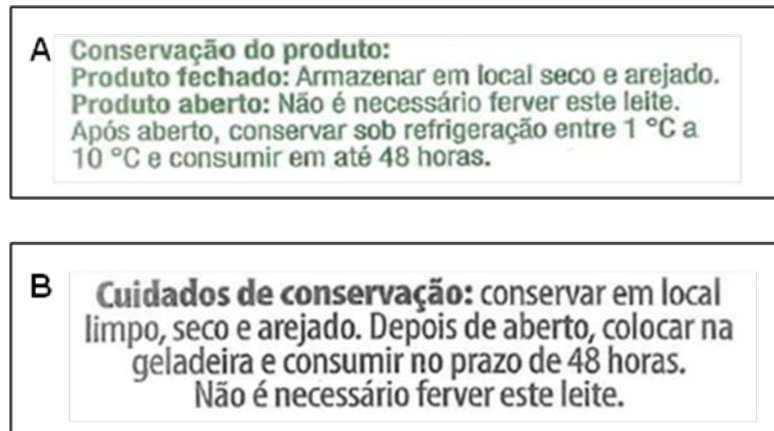 A
Conservação do produto:
Produto fechado: Armazenar em local seco e arejado.
Produto aberto: Não é necessário ferver este leite.
Após aberto, conservar sob refrigeração entre 1 °C a
10 °C e consumir em até 48 horas.
B
Cuidados de conservação: conservar em local
limpo, seco e arejado. Depois de aberto, colocar na
geladeira e consumir no prazo de 48 horas.
Não é necessário ferver este leite.